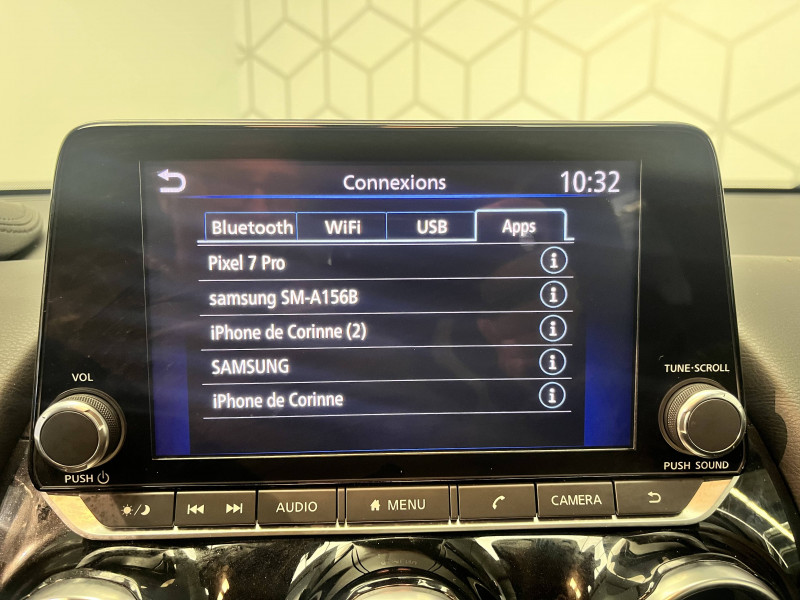 Connexions 10:32
Bluetooth WiFi USB Apps
Pixel 7 Pro
samsung SM-A156B
iPhone de Corinne (2)
SAMSUNG
iPhone de Corinne
VOL
PUSH
TUNE·SCROLL
PUSH SOUND
AUDIO MENU CAMERA